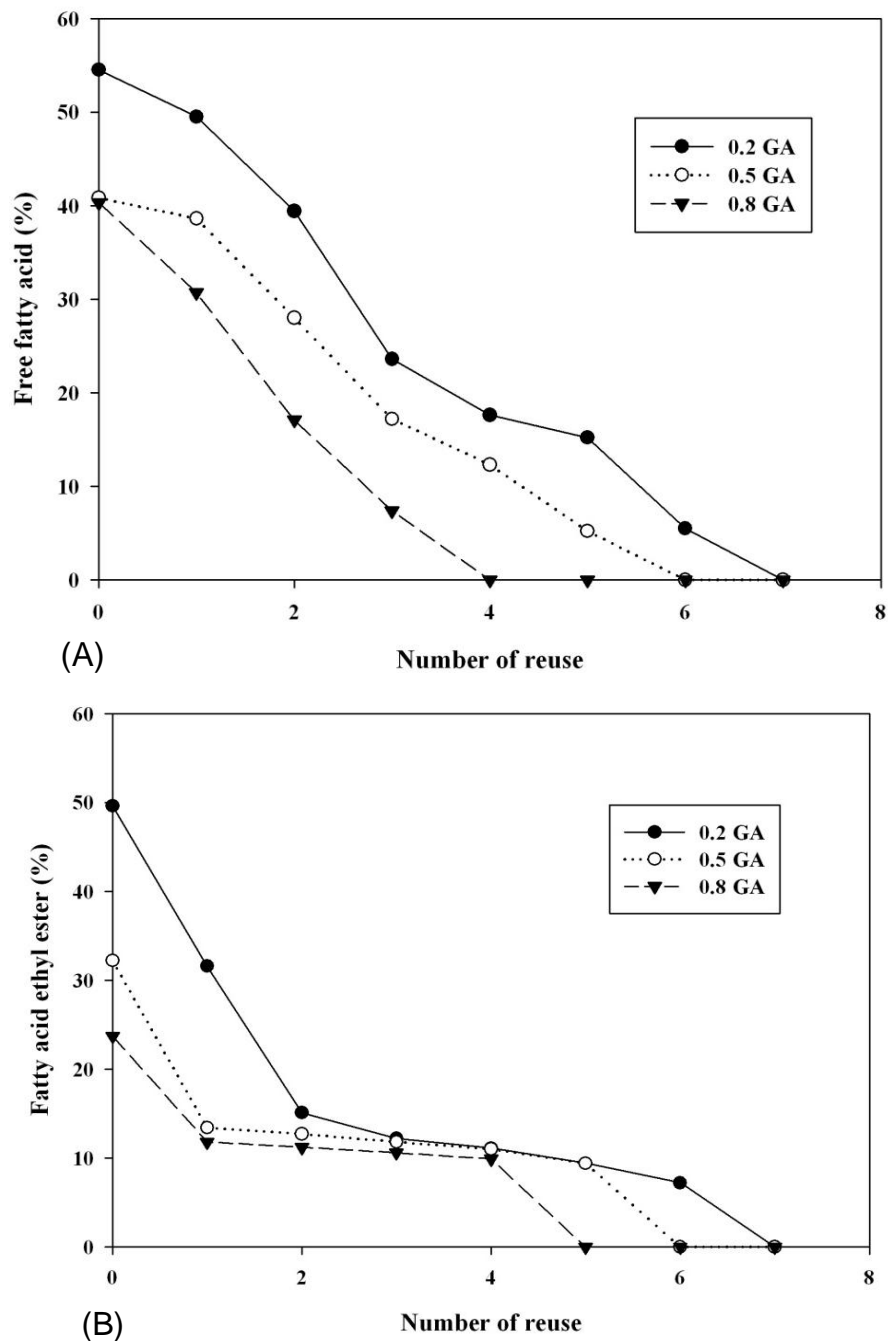 60
50
40
30
20
10
0
Free fatty acid (%)
0.2 GA
0.5 GA
0.8 GA
0 2 4 6 8
Number of reuse
(A)
60
50
40
30
20
10
0
Fatty acid ethyl ester (%)
0.2 GA
0.5 GA
0.8 GA
0 2 4 6 8
Number of reuse
(B)